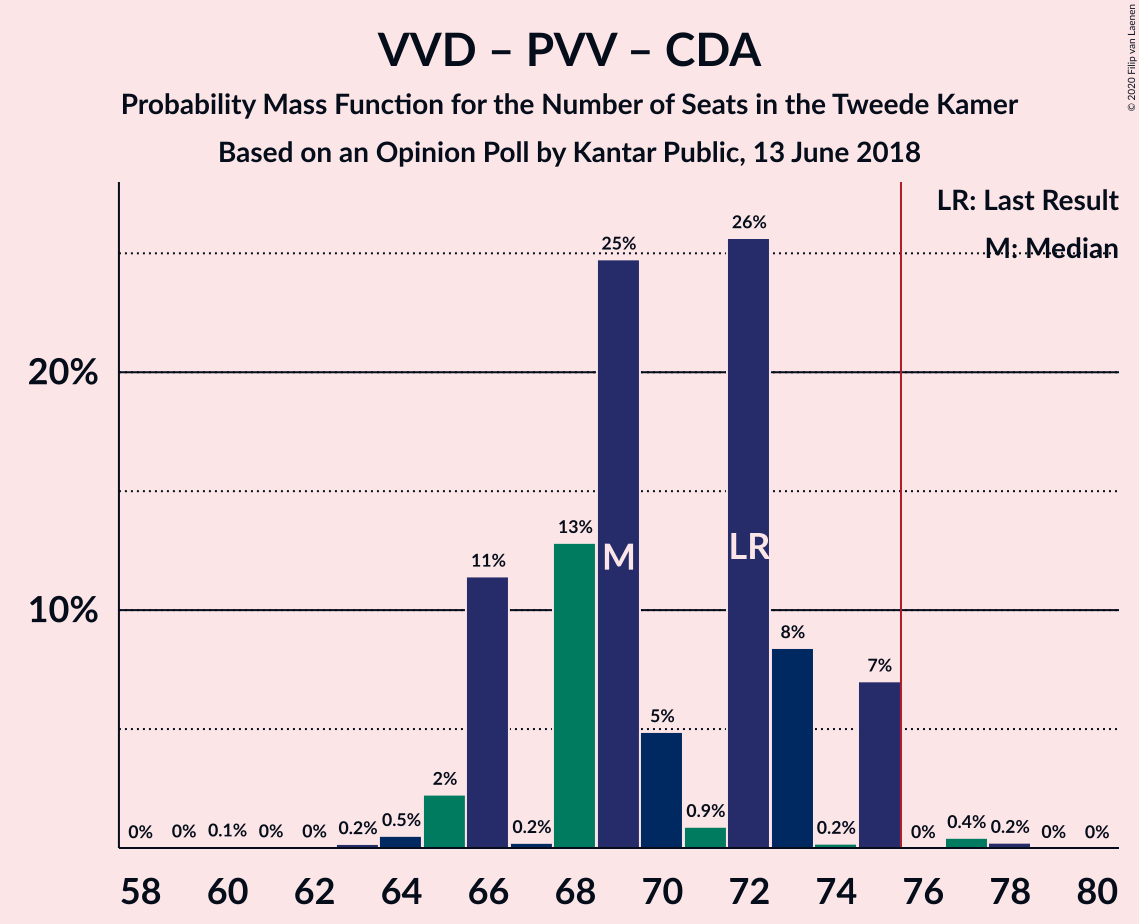 VVD – PVV – CDA
Probability Mass Function for the Number of Seats in the Tweede Kamer
Based on an Opinion Poll by Kantar Public, 13 June 2018
© 2020 Filip van Laenen
LR: Last Result
M: Median
20%
10%
0% 0% 0.1% 0% 0% 0.2% 0.5% 2% 11% 0.2% 13% 25% 5% 0.9% 26% 8% 0.2% 7% 0% 0.4% 0.2% 0% 0%
M LR
58 60 62 64 66 68 70 72 74 76 78 80